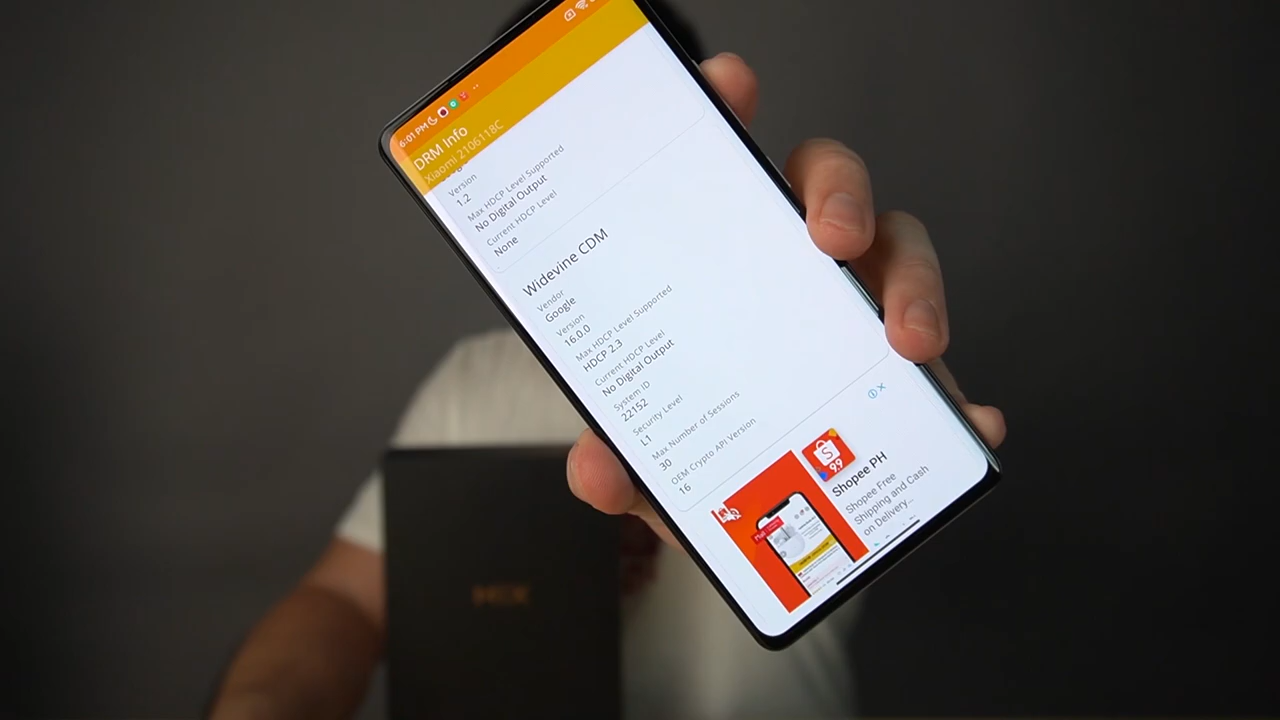 6:01 PM
DRM Info
Xiaomi 2106118C
Version
1.2
Max HDCP Level Supported
No Digital Output
Current HDCP Level
None
Widevine CDM
Vendor
Google
Version
16.0.0
Max HDCP Level Supported
HDCP 2.3
Current HDCP Level
No Digital Output
System ID
22152
Security Level
L1
Max Number of Sessions
30
OEM Crypto API Version
16
S
9.9
Shopee PH
Shopee Free
Shipping and Cash
on Delivery...